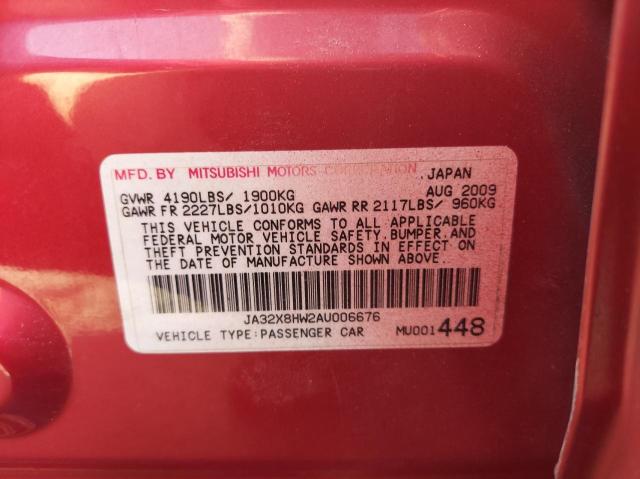 MFD. BY MITSUBISHI MOTORS CORPORATION, JAPAN
GVWR 4190LBS/ 1900KG AUG 2009
GAWR FR 2227LBS/1010KG GAWR RR 2117LBS/ 960KG
THIS VEHICLE CONFORMS TO ALL APPLICABLE
FEDERAL MOTOR VEHICLE SAFETY, BUMPER, AND
THEFT PREVENTION STANDARDS IN EFFECT ON
THE DATE OF MANUFACTURE SHOWN ABOVE.
JA32X8HW2AU006676
VEHICLE TYPE:PASSENGER CAR MU001448